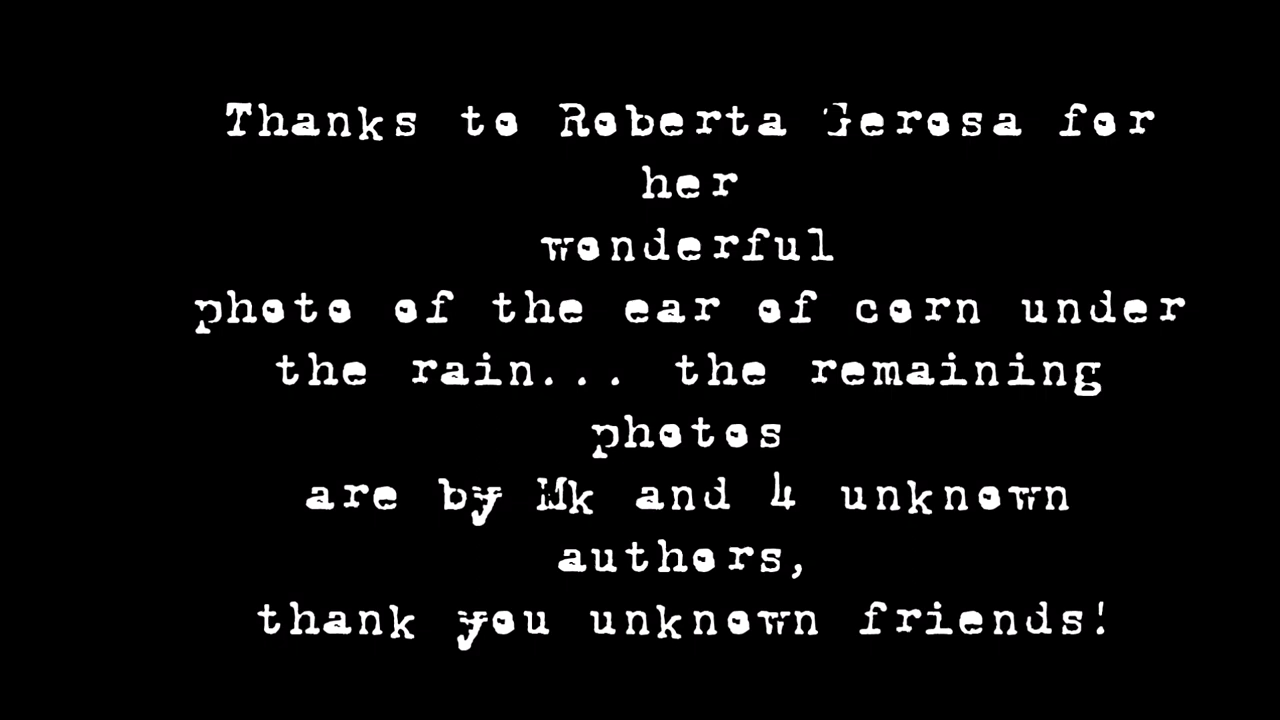 Thanks to Roberta Gerosa for
her
wonderful
photo of the ear of corn under
the rain... the remaining
photos
are by Mk and 4 unknown
authors,
thank you unknown friends!